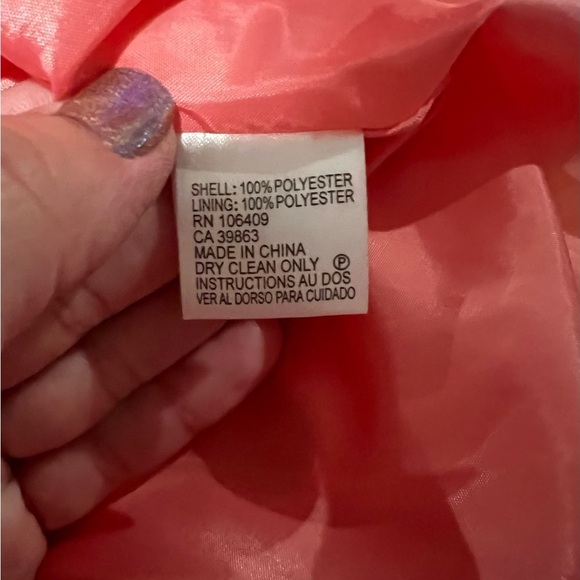 SHELL: 100% POLYESTER
LINING: 100% POLYESTER
RN 106409
CA 39863
MADE IN CHINA
DRY CLEAN ONLY Ⓟ
INSTRUCTIONS AU DOS
VER AL DORSO PARA CUIDADO